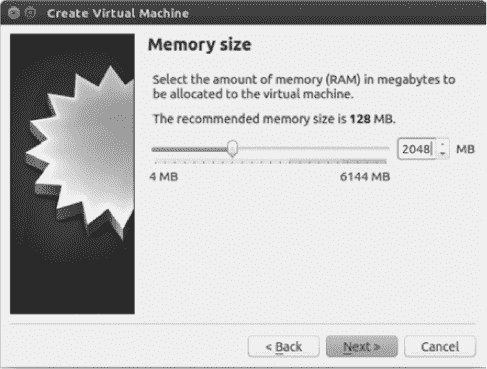 Create Virtual Machine
Memory size
Select the amount of memory (RAM) in megabytes to
be allocated to the virtual machine.
The recommended memory size is 128 MB.
2048 MB
4 MB 6144 MB
< Back Next > Cancel